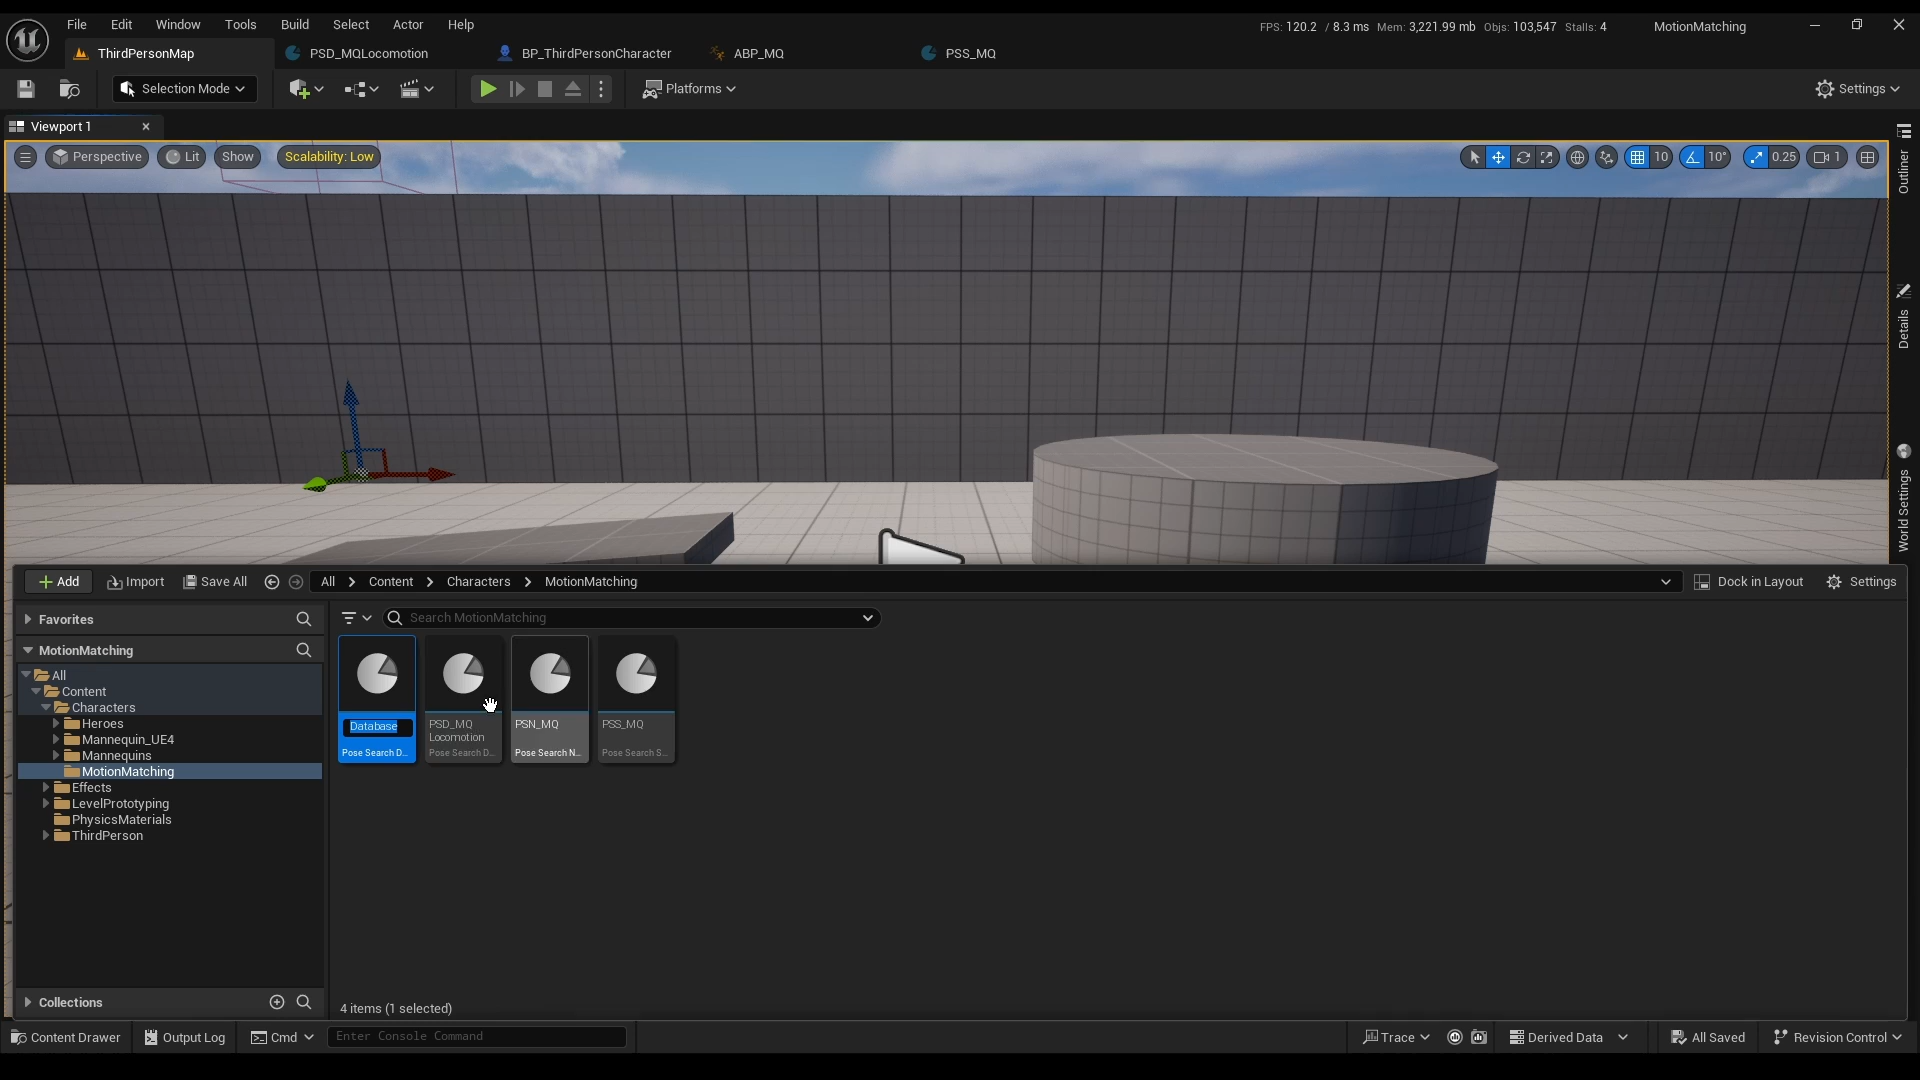 File Edit Window Tools Build Select Actor Help
FPS: 120.2 / 8.3 ms Mem: 3,221.99 mb Objs: 103,547 Stalls: 4 MotionMatching
ThirdPersonMap PSD_MQLocomotion BP_ThirdPersonCharacter ABP_MQ PSS_MQ
Selection Mode Platforms Settings
Viewport 1
Perspective Lit Show Scalability: Low 10 10° 0.25 1
Outliner
Details
World Settings
Add Import Save All All Content Characters MotionMatching Dock in Layout Settings
Favorites
Search MotionMatching
MotionMatching
All
Content
Characters
Heroes
Mannequin_UE4
Mannequins
MotionMatching
Effects
LevelPrototyping
PhysicsMaterials
ThirdPerson
Database
Pose Search D...
PSD_MQ
Locomotion
Pose Search D...
PSN_MQ
Pose Search N...
PSS_MQ
Pose Search S...
Collections
4 items (1 selected)
Content Drawer Output Log Cmd Enter Console Command Trace Derived Data All Saved Revision Control